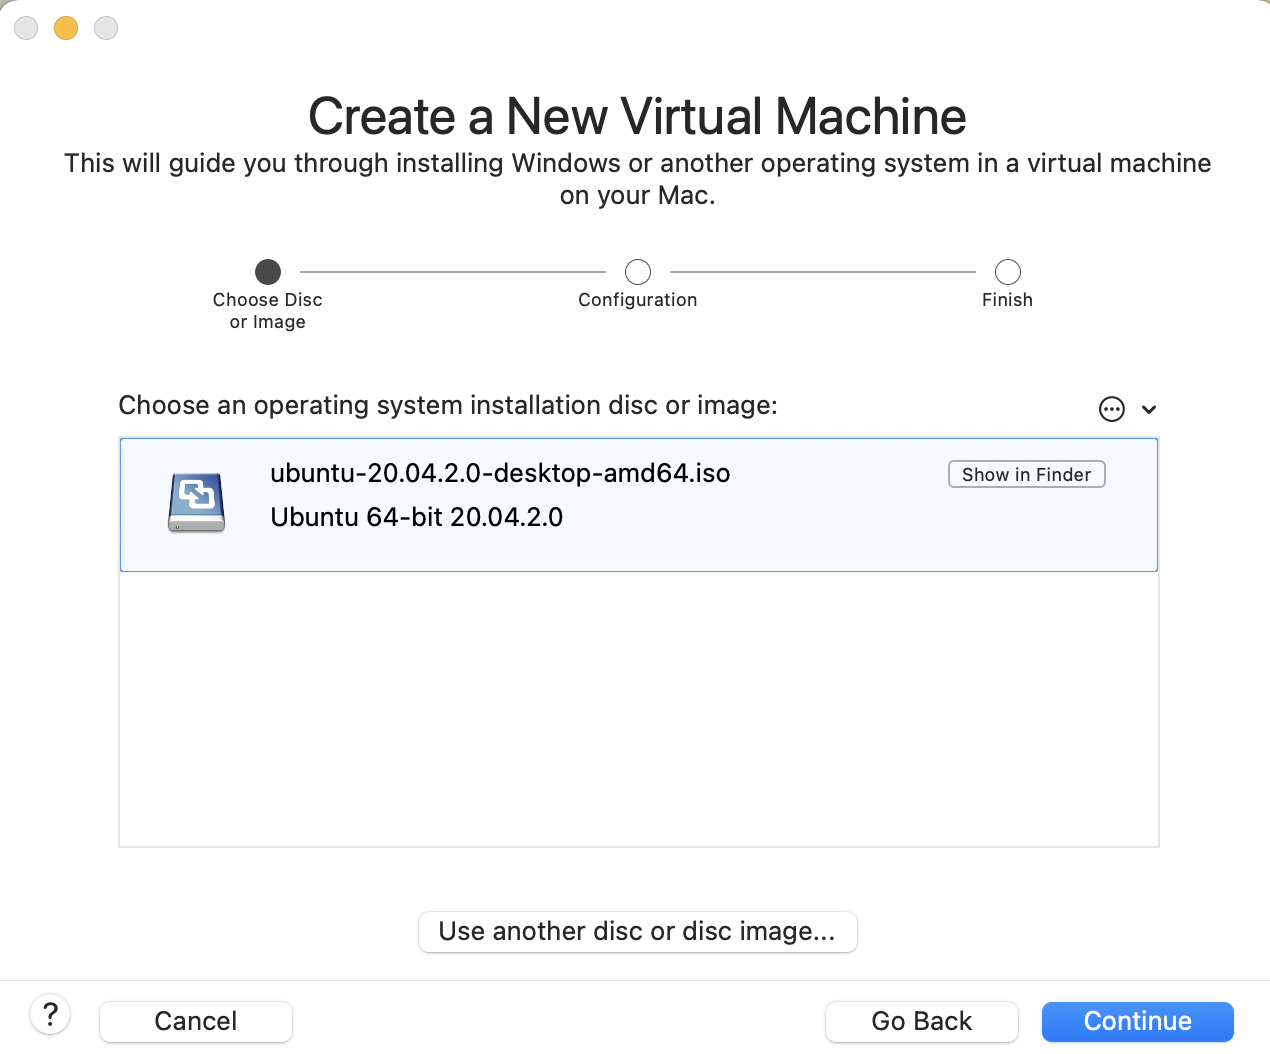 Create a New Virtual Machine
This will guide you through installing Windows or another operating system in a virtual machine
on your Mac.
Choose Disc
or Image
Configuration
Finish
Choose an operating system installation disc or image:
ubuntu-20.04.2.0-desktop-amd64.iso
Show in Finder
Ubuntu 64-bit 20.04.2.0
Use another disc or disc image...
?
Cancel
Go Back
Continue